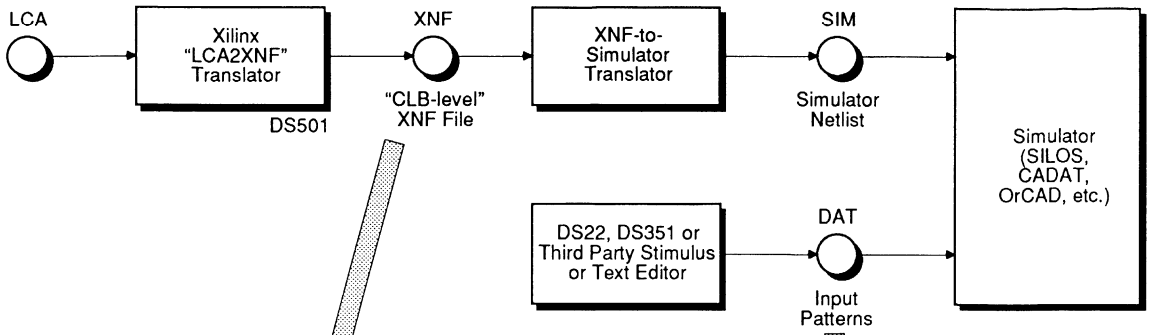 LCA
Xilinx
“LCA2XNF”
Translator
DS501
XNF
“CLB-level”
XNF File
XNF-to-
Simulator
Translator
SIM
Simulator
Netlist
Simulator
(SILOS,
CADAT,
OrCAD, etc.)
DS22, DS351 or
Third Party Stimulus
or Text Editor
DAT
Input
Patterns